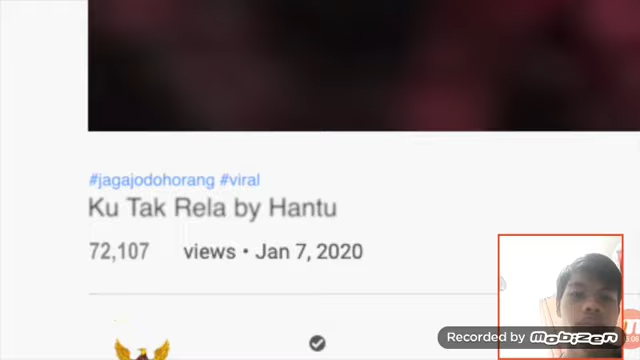 #jagajodohorang #viral
Ku Tak Rela by Hantu
72,107 views • Jan 7, 2020
Recorded by Mobizen